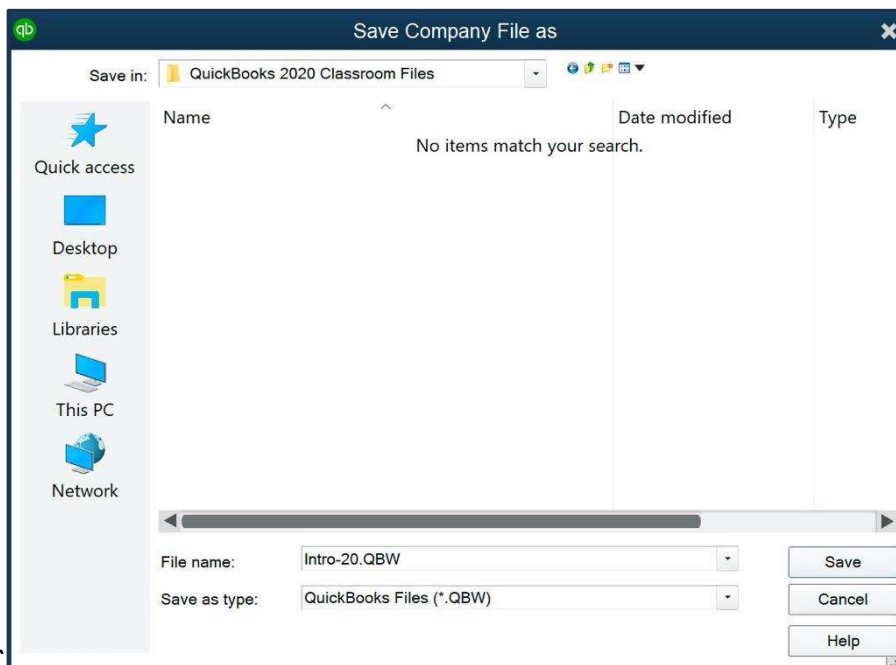 qb Save Company File as
Save in: QuickBooks 2020 Classroom Files
Name Date modified Type
No items match your search.
Quick access
Desktop
Libraries
This PC
Network
File name: Intro-20.QBW Save
Save as type: QuickBooks Files (*.QBW) Cancel
Help